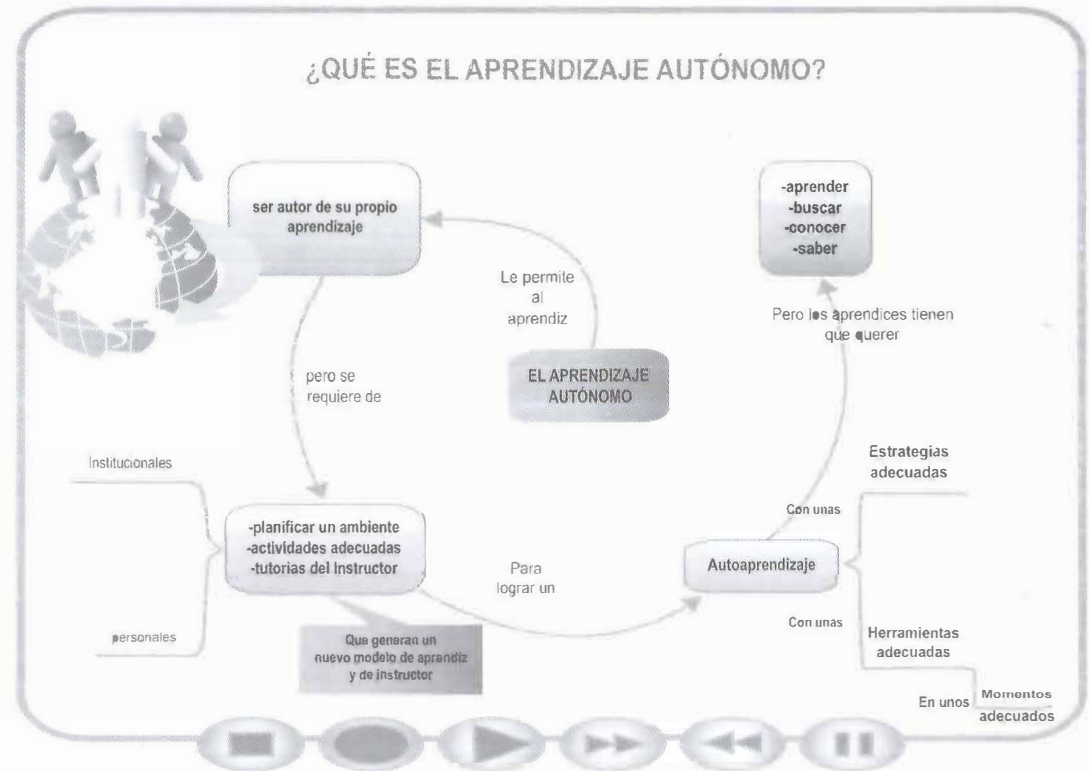 ¿QUÉ ES EL APRENDIZAJE AUTÓNOMO?
ser autor de su propio
aprendizaje
-aprender
-buscar
-conocer
-saber
Le permite
al
aprendiz
Pero los aprendices tienen
que querer
EL APRENDIZAJE
AUTÓNOMO
pero se
requiere de
Institucionales
personales
-planificar un ambiente
-actividades adecuadas
-tutorias del Instructor
Que generan un
nuevo modelo de aprendiz
y de instructor
Para
lograr un
Autoaprendizaje
Con unas
Estrategias
adecuadas
Con unas
Herramientas
adecuadas
En unos
Momentos
adecuados